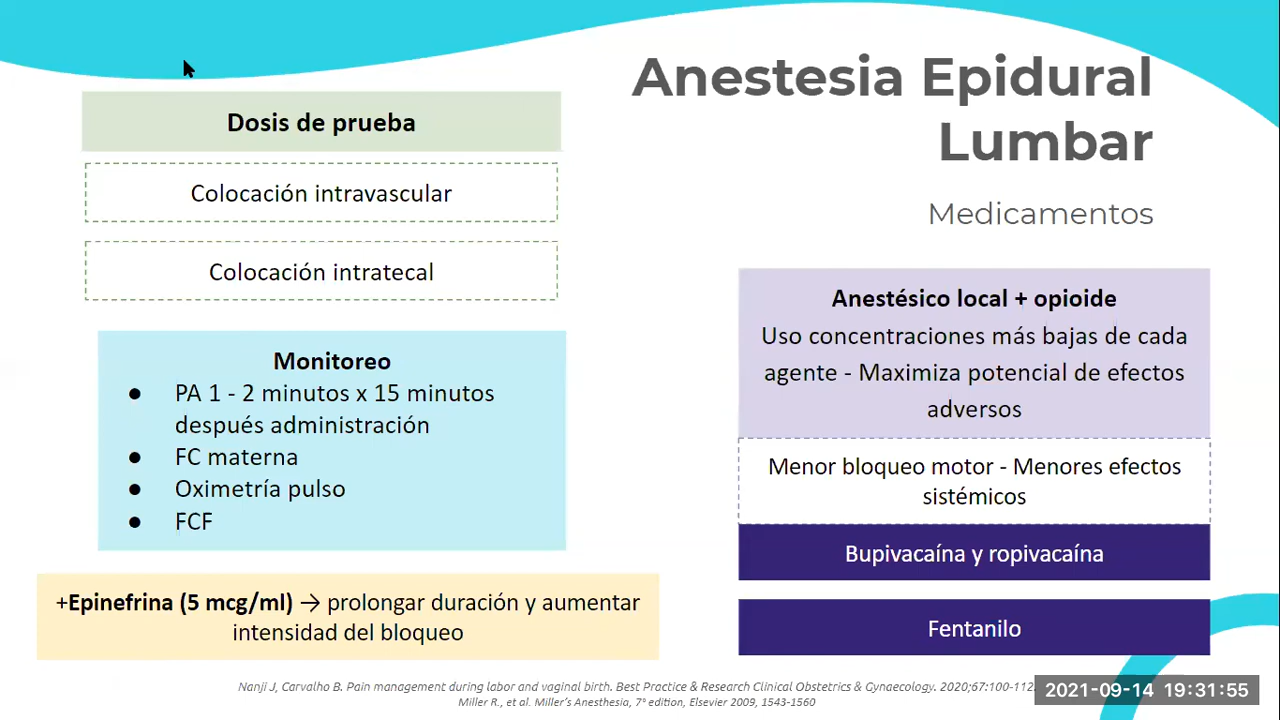 Anestesia Epidural
Lumbar
Medicamentos
Dosis de prueba
Colocación intravascular
Colocación intratecal
Monitoreo
● PA 1 - 2 minutos x 15 minutos
después administración
● FC materna
● Oximetría pulso
● FCF
+Epinefrina (5 mcg/ml) → prolongar duración y aumentar
intensidad del bloqueo
Anestésico local + opioide
Uso concentraciones más bajas de cada
agente - Maximiza potencial de efectos
adversos
Menor bloqueo motor - Menores efectos
sistémicos
Bupivacaína y ropivacaína
Fentanilo
Nanji J, Carvalho B. Pain management during labor and vaginal birth. Best Practice & Research Clinical Obstetrics & Gynaecology. 2020;67:100-112
Miller R., et al. Miller's Anesthesia, 7ª edition, Elsevier 2009, 1543-1560
2021-09-14 19:31:55